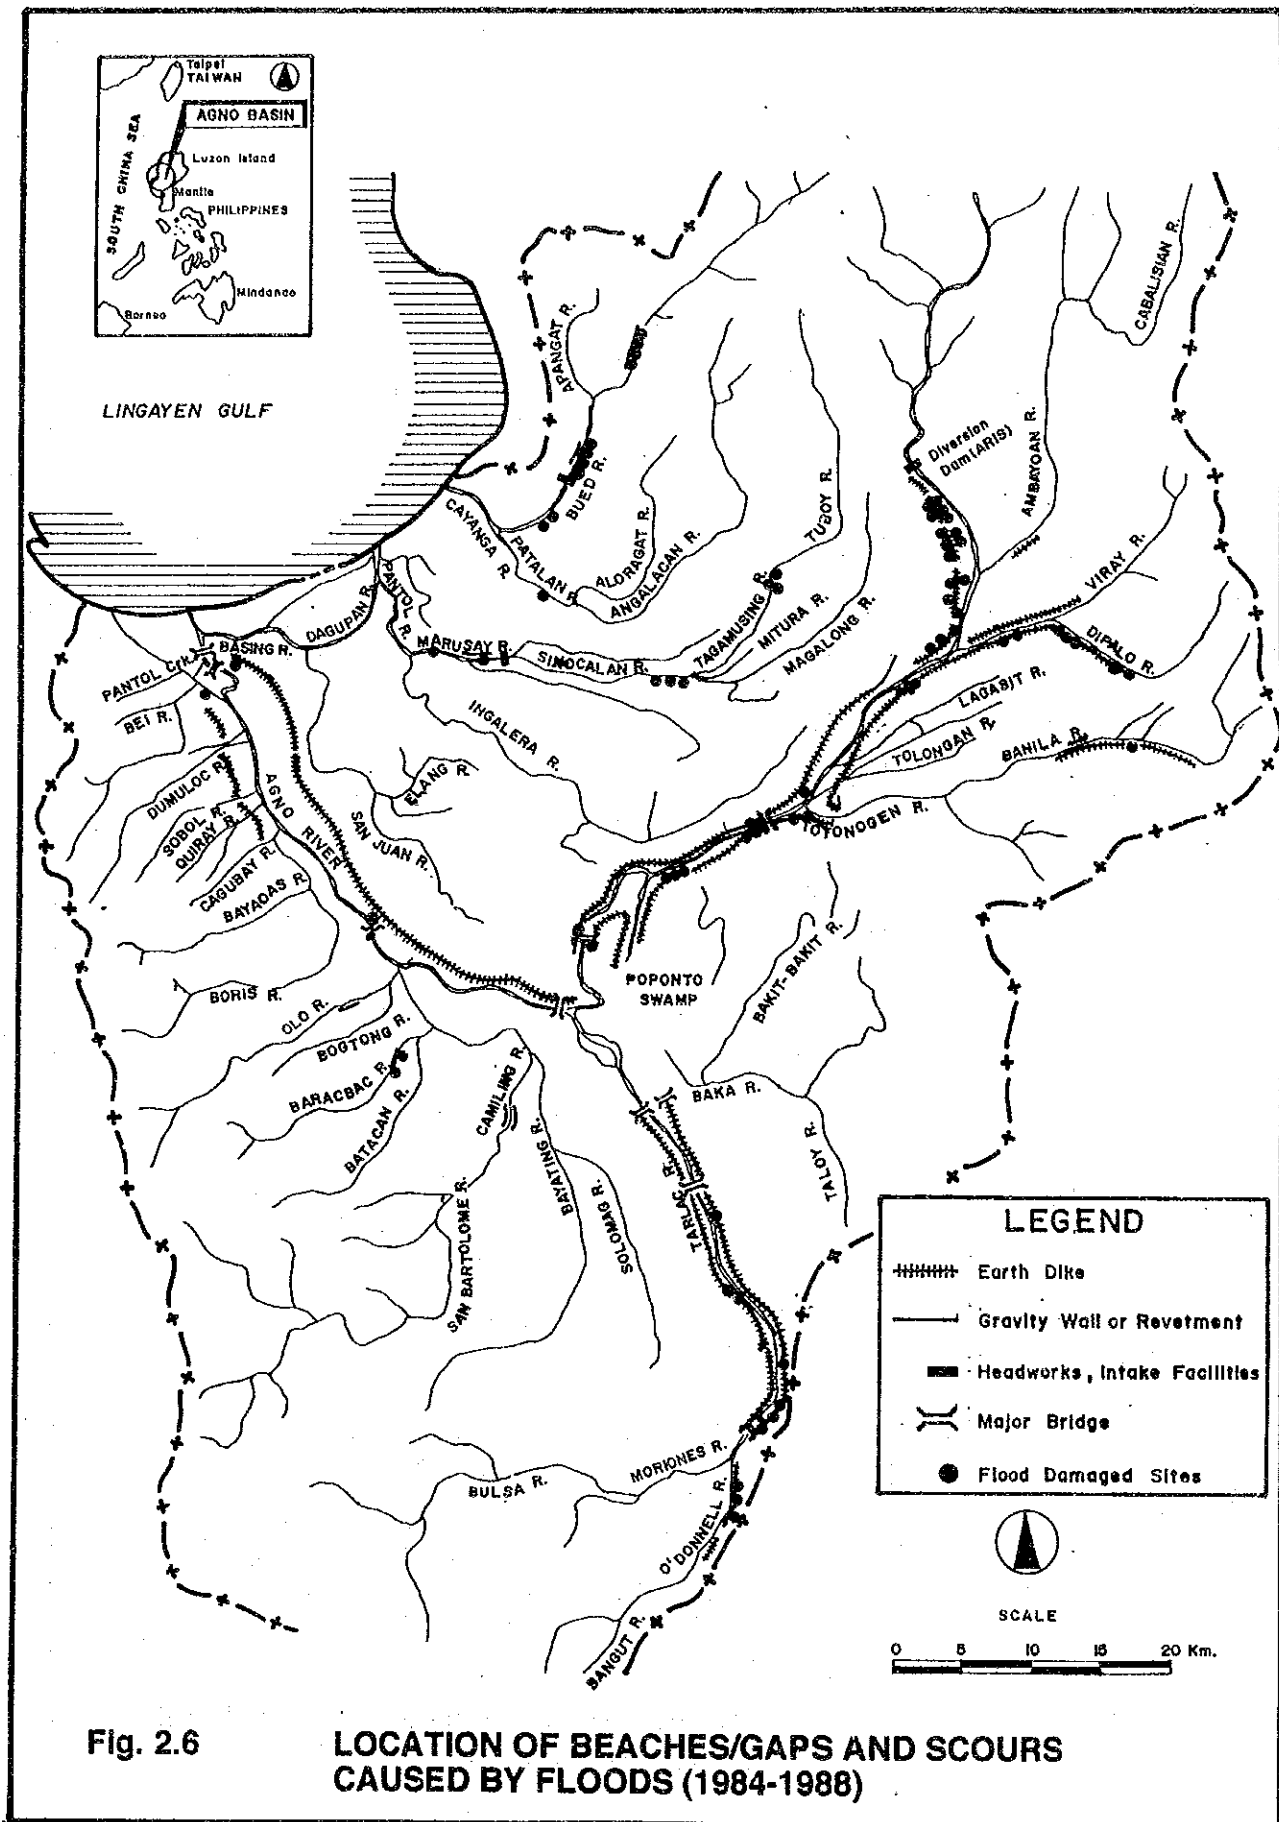 Taipei
TAIWAN
AGNO BASIN
SOUTH CHINA SEA
Luzon Island
Manila
PHILIPPINES
Mindanao
Borneo
LINGAYEN GULF
APANGAT R.
CABALISIAN R.
Diversion
Dam(ARIS)
AMBAYOAN R.
BUED R.
CAYANGA R.
PATALAN R.
ALORAGAT R.
ANGALACAN R.
TUBOY R.
VIRAY R.
DIPALO R.
PANTOL R.
DAGUPAN R.
MARUSAY R.
SINOCALAN R.
TAGAMUSING R.
MITURA R.
MAGALONG R.
BASING R.
PANTOL Crk.
BEI R.
INGALERA R.
LAGASIT R.
TOLONGAN R.
BANILA R.
TOTONOGEN R.
DUMULOC R.
SOBOL R.
QUIRAY R.
CAGUBAY R.
BAYAOAS R.
AGNO RIVER
ELANG R.
SAN JUAN R.
BORIS R.
OLO R.
BOGTONG R.
BARACBAC R.
BATACAN R.
CAMILING R.
POPONTO
SWAMP
BAKIT-BAKIT R.
BAKA R.
TALOY R.
BAYATING R.
SOLOMAG R.
TARLAC R.
SAN BARTOLOME R.
BULSA R.
MORIONES R.
O'DONNELL R.
BANGUT R.
LEGEND
Earth Dike
Gravity Wall or Revetment
Headworks, Intake Facilities
Major Bridge
Flood Damaged Sites
SCALE
0 5 10 15 20 Km.
Fig. 2.6 LOCATION OF BEACHES/GAPS AND SCOURS
CAUSED BY FLOODS (1984-1988)